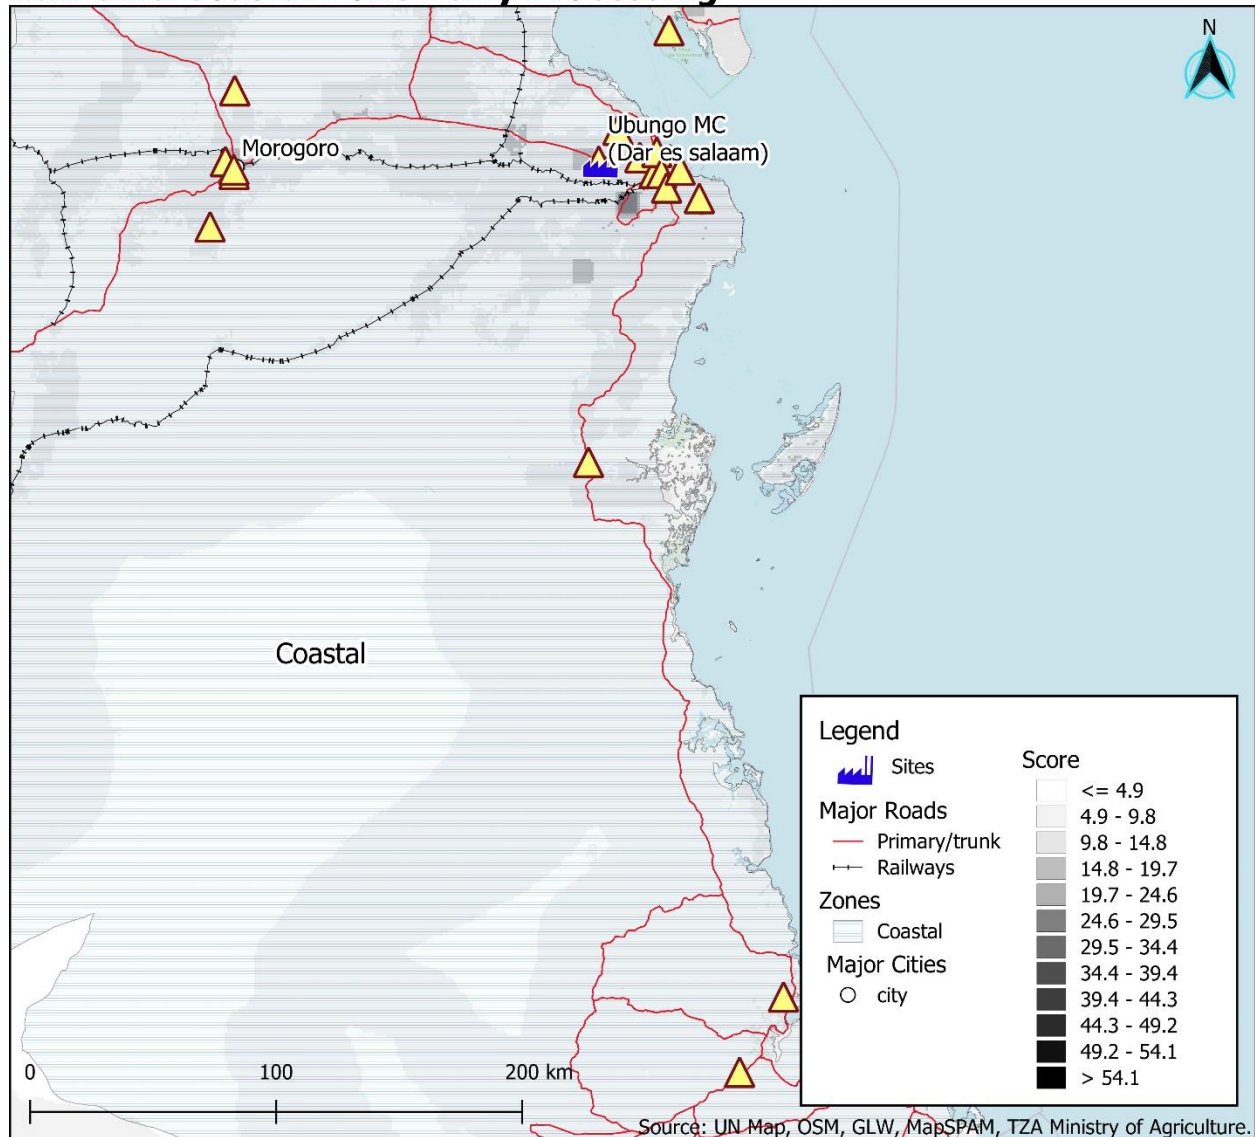 N
Ubungo MC
(Dar es salaam)
Morogoro
Coastal
Legend
Sites
Major Roads
Primary/trunk
Railways
Zones
Coastal
Major Cities
city
Score
<= 4.9
4.9 - 9.8
9.8 - 14.8
14.8 - 19.7
19.7 - 24.6
24.6 - 29.5
29.5 - 34.4
34.4 - 39.4
39.4 - 44.3
44.3 - 49.2
49.2 - 54.1
> 54.1
0 100 200 km
Source: UN Map, OSM, GLW, MapSPAM, TZA Ministry of Agriculture.